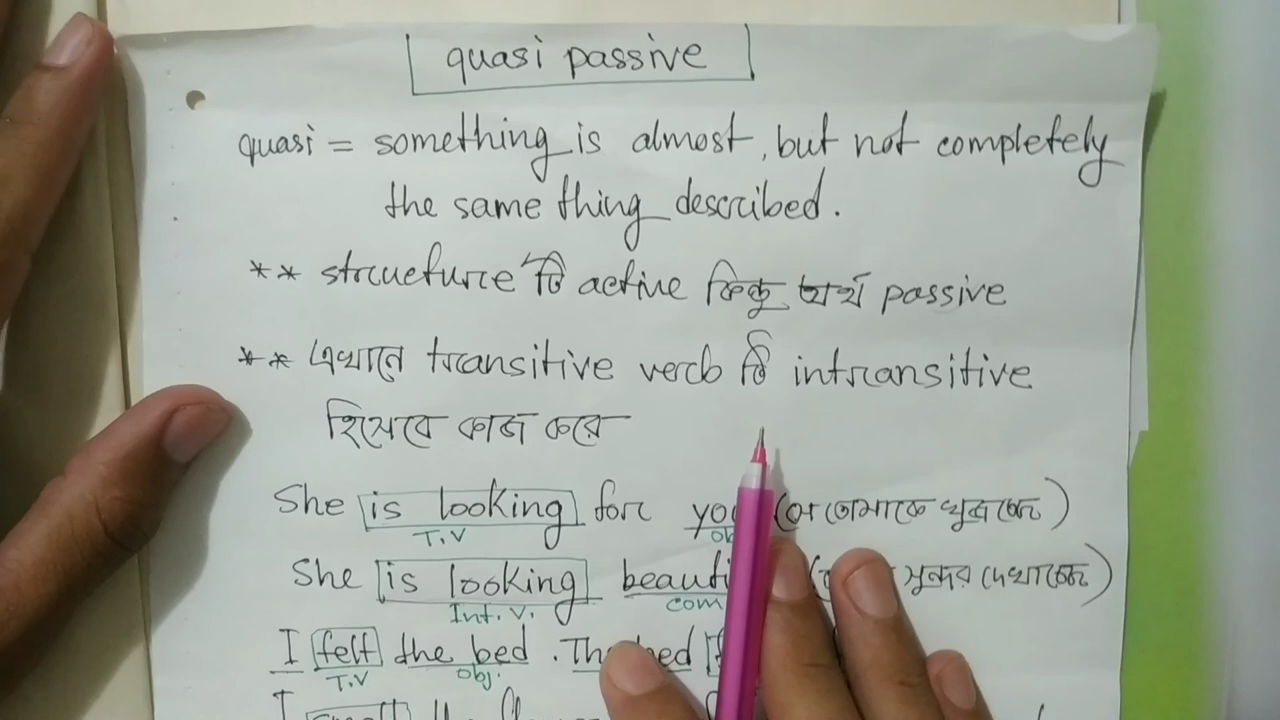 quasi passive
quasi = something is almost, but not completely
the same thing described.
** structure টি active কিন্তু অর্থ passive
** এখানে transitive verb টি intransitive
হিসেবে কাজ করে
She is looking for you (সে তোমাকে খুজছে)
T.V
She is looking সুন্দর দেখাচ্ছে)
Int. V.
I felt the bed. bed
T.V obj.
I the